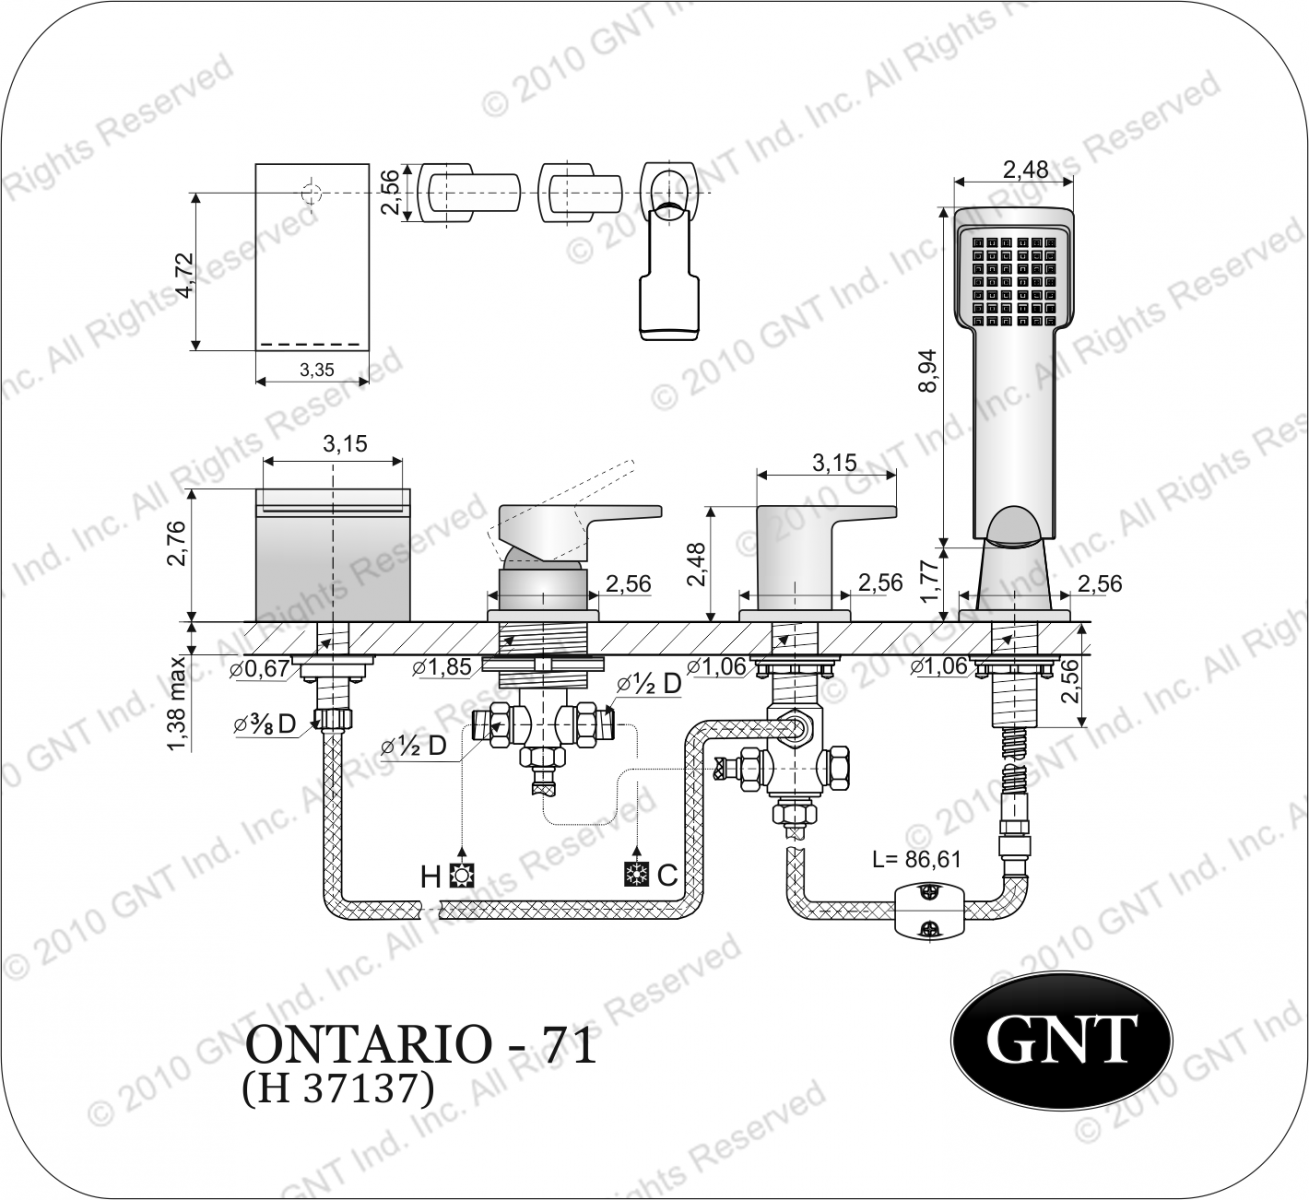 © 2010 GNT Ind. Inc. All Rights Reserved
2,56
4,72
3,35
2,48
8,94
3,15
2,76
2,56
3,15
2,48
2,56
1,77
2,56
⌀0,67
⌀1,85
⌀1,06
⌀1,06
2,56
1,38 max
⌀½ D
⌀⅜ D
⌀½ D
L= 86,61
H
C
ONTARIO - 71
(H 37137)
GNT